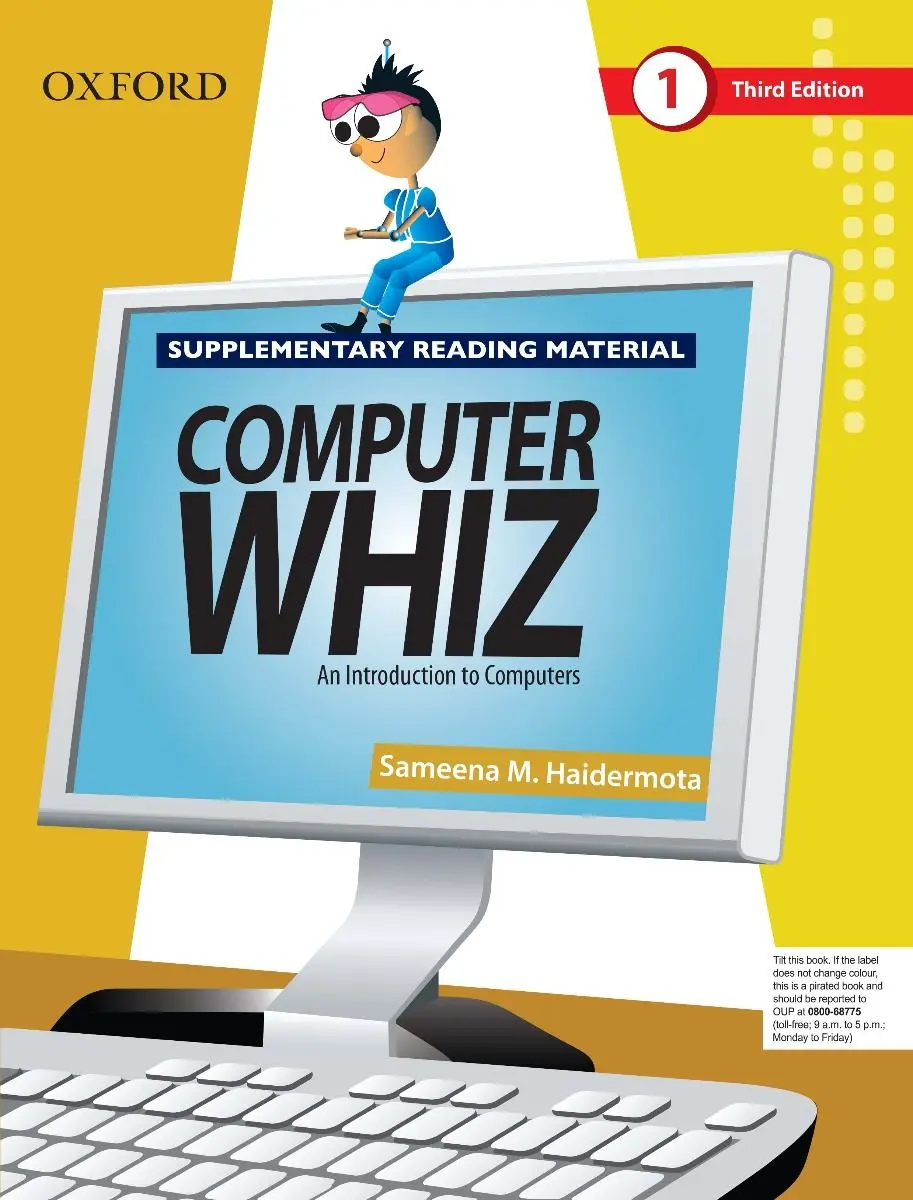 OXFORD
1
Third Edition
SUPPLEMENTARY READING MATERIAL
COMPUTER
WHIZ
An Introduction to Computers
Sameena M. Haidermota
Tilt this book. If the label
does not change colour,
this is a pirated book and
should be reported to
OUP at 0800-68775
(toll-free; 9 a.m. to 5 p.m.;
Monday to Friday)